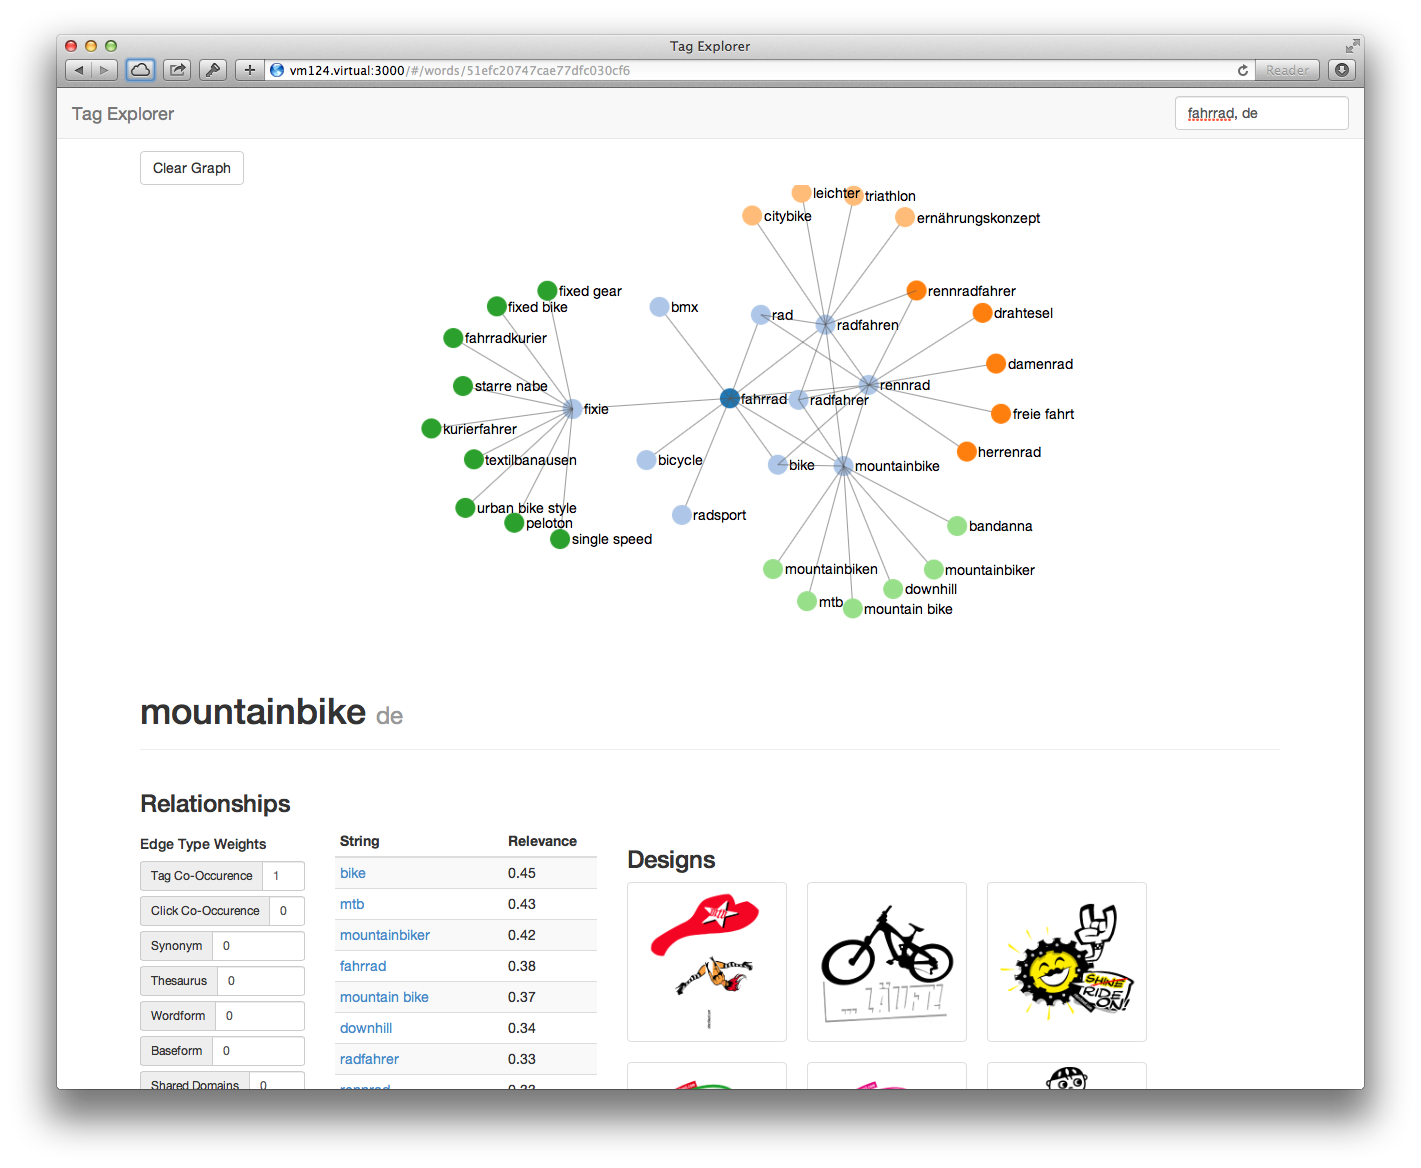 Tag Explorer
vm124.virtual:3000/#/words/51efc20747cae77dfc030cf6
Reader
Tag Explorer
fahrrad, de
Clear Graph
leichter
triathlon
citybike
ernährungskonzept
fixed gear
rennradfahrer
fixed bike
bmx
rad
drahtesel
radfahren
fahrradkurier
damenrad
starre nabe
rennrad
fahrrad
radfahrer
fixie
freie fahrt
kurierfahrer
herrenrad
textilbanausen
bicycle
bike
mountainbike
urban bike style
radsport
peloton
bandanna
single speed
mountainbiken
mountainbiker
downhill
mtb
mountain bike
mountainbike de
Relationships
Edge Type Weights
Tag Co-Occurence 1
Click Co-Occurence 0
Synonym 0
Thesaurus 0
Wordform 0
Baseform 0
Shared Domains 0
String Relevance
bike 0.45
mtb 0.43
mountainbiker 0.42
fahrrad 0.38
mountain bike 0.37
downhill 0.34
radfahrer 0.33
rennrad 0.33
Designs
... LÄUFT!
SHINE
RIDE
ON!